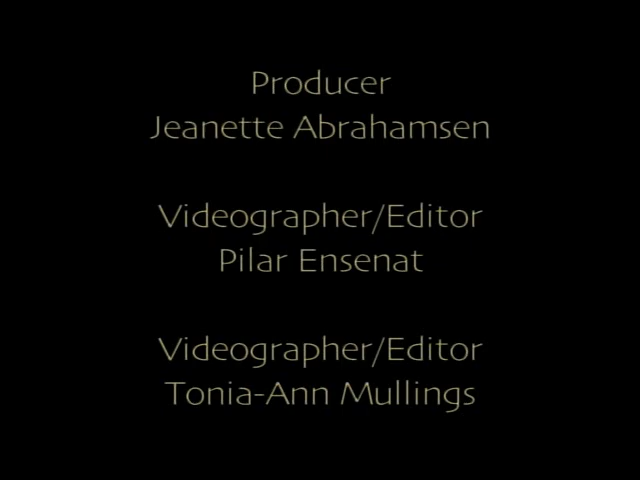 Producer
Jeanette Abrahamsen
Videographer/Editor
Pilar Ensenat
Videographer/Editor
Tonia-Ann Mullings